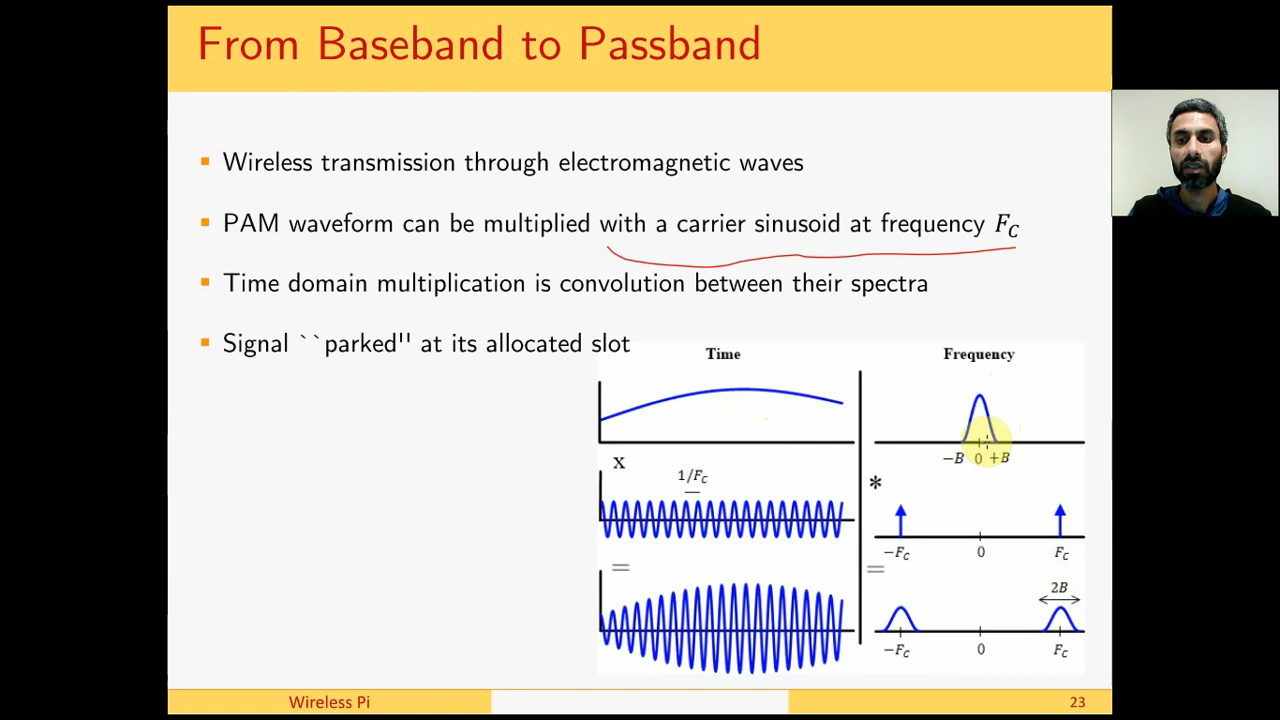 From Baseband to Passband
Wireless transmission through electromagnetic waves
PAM waveform can be multiplied with a carrier sinusoid at frequency F_C
Time domain multiplication is convolution between their spectra
Signal ``parked'' at its allocated slot
Time
Frequency
−B 0 +B
x
1/F_C
*
−F_C 0 F_C
=
=
2B
−F_C 0 F_C
Wireless Pi
23